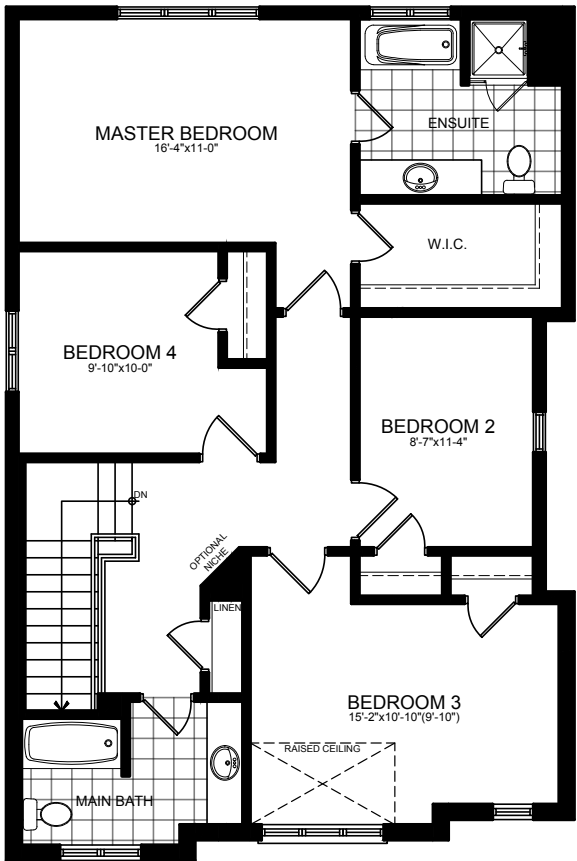 MASTER BEDROOM
16'-4"x11-0"
ENSUITE
W.I.C.
BEDROOM 4
9'-10"x10-0"
BEDROOM 2
8'-7"x11-4"
DN
OPTIONAL
NICHE
LINEN
BEDROOM 3
15'-2"x10'-10"(9'-10")
RAISED CEILING
MAIN BATH